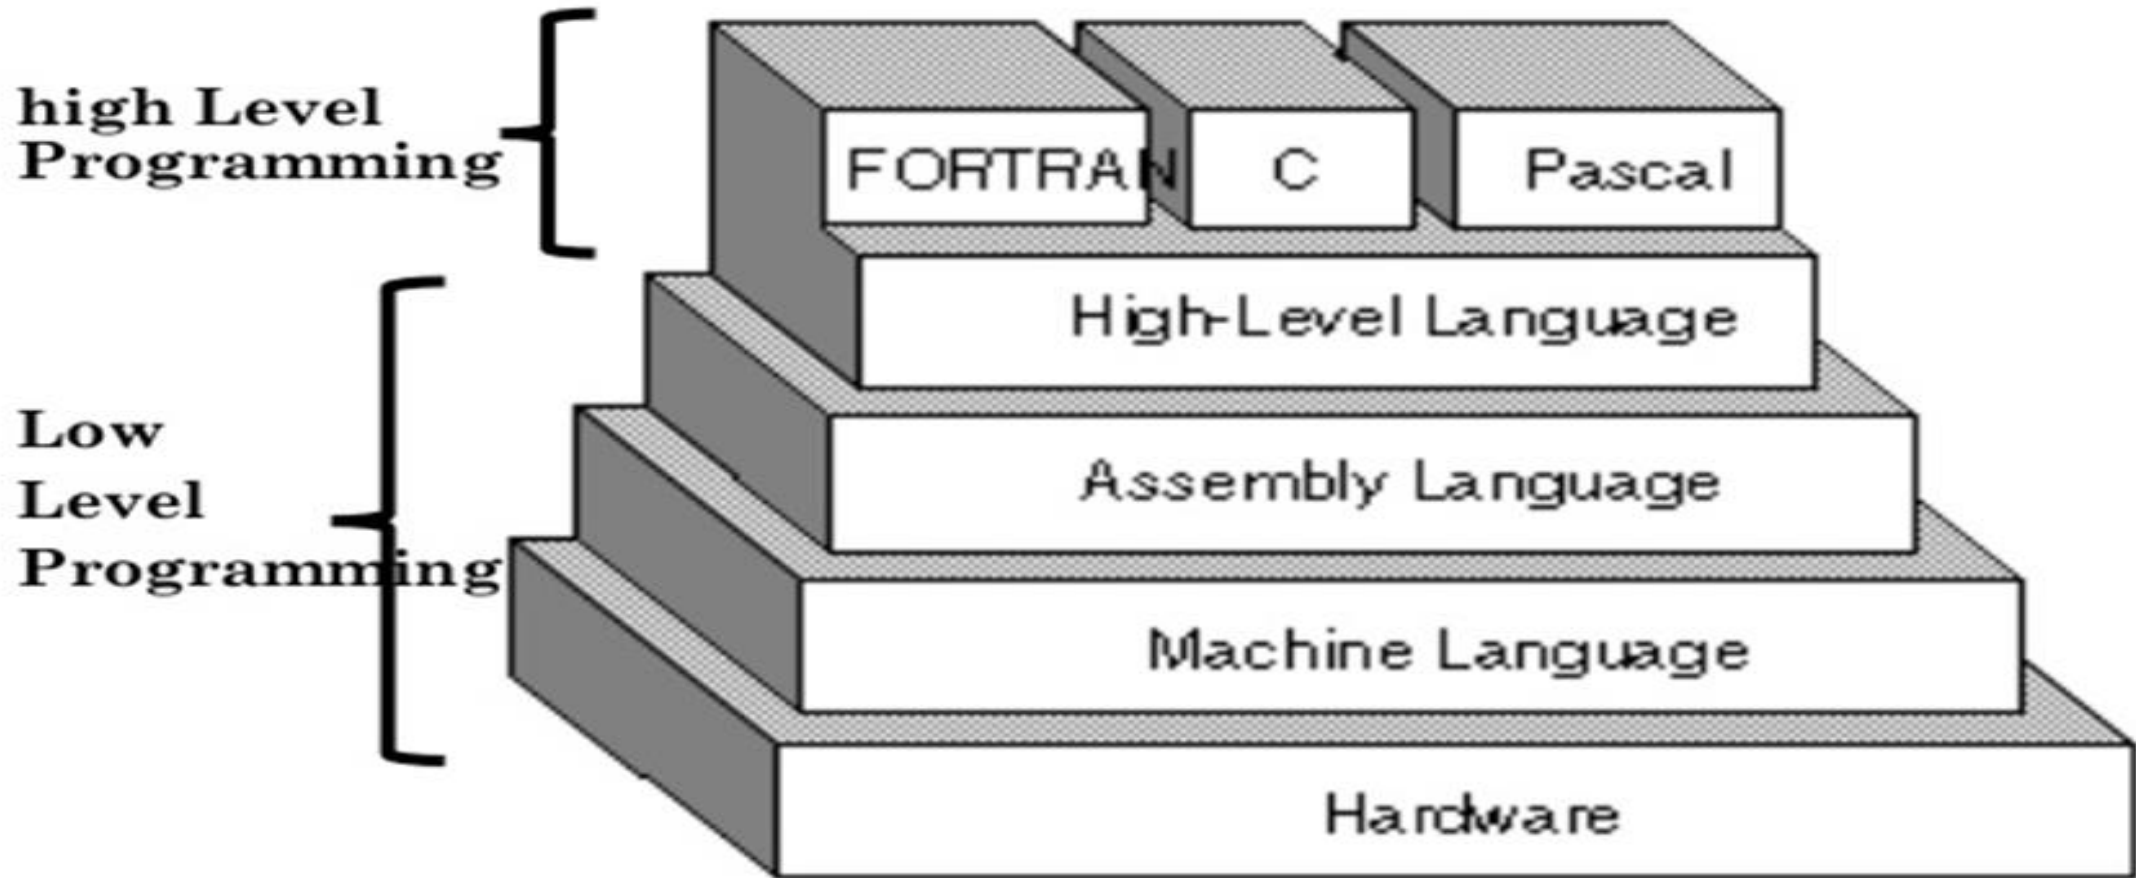 high Level
Programming
FORTRAN
C
Pascal
High-Level Language
Low
Level
Programming
Assembly Language
Machine Language
Hardware